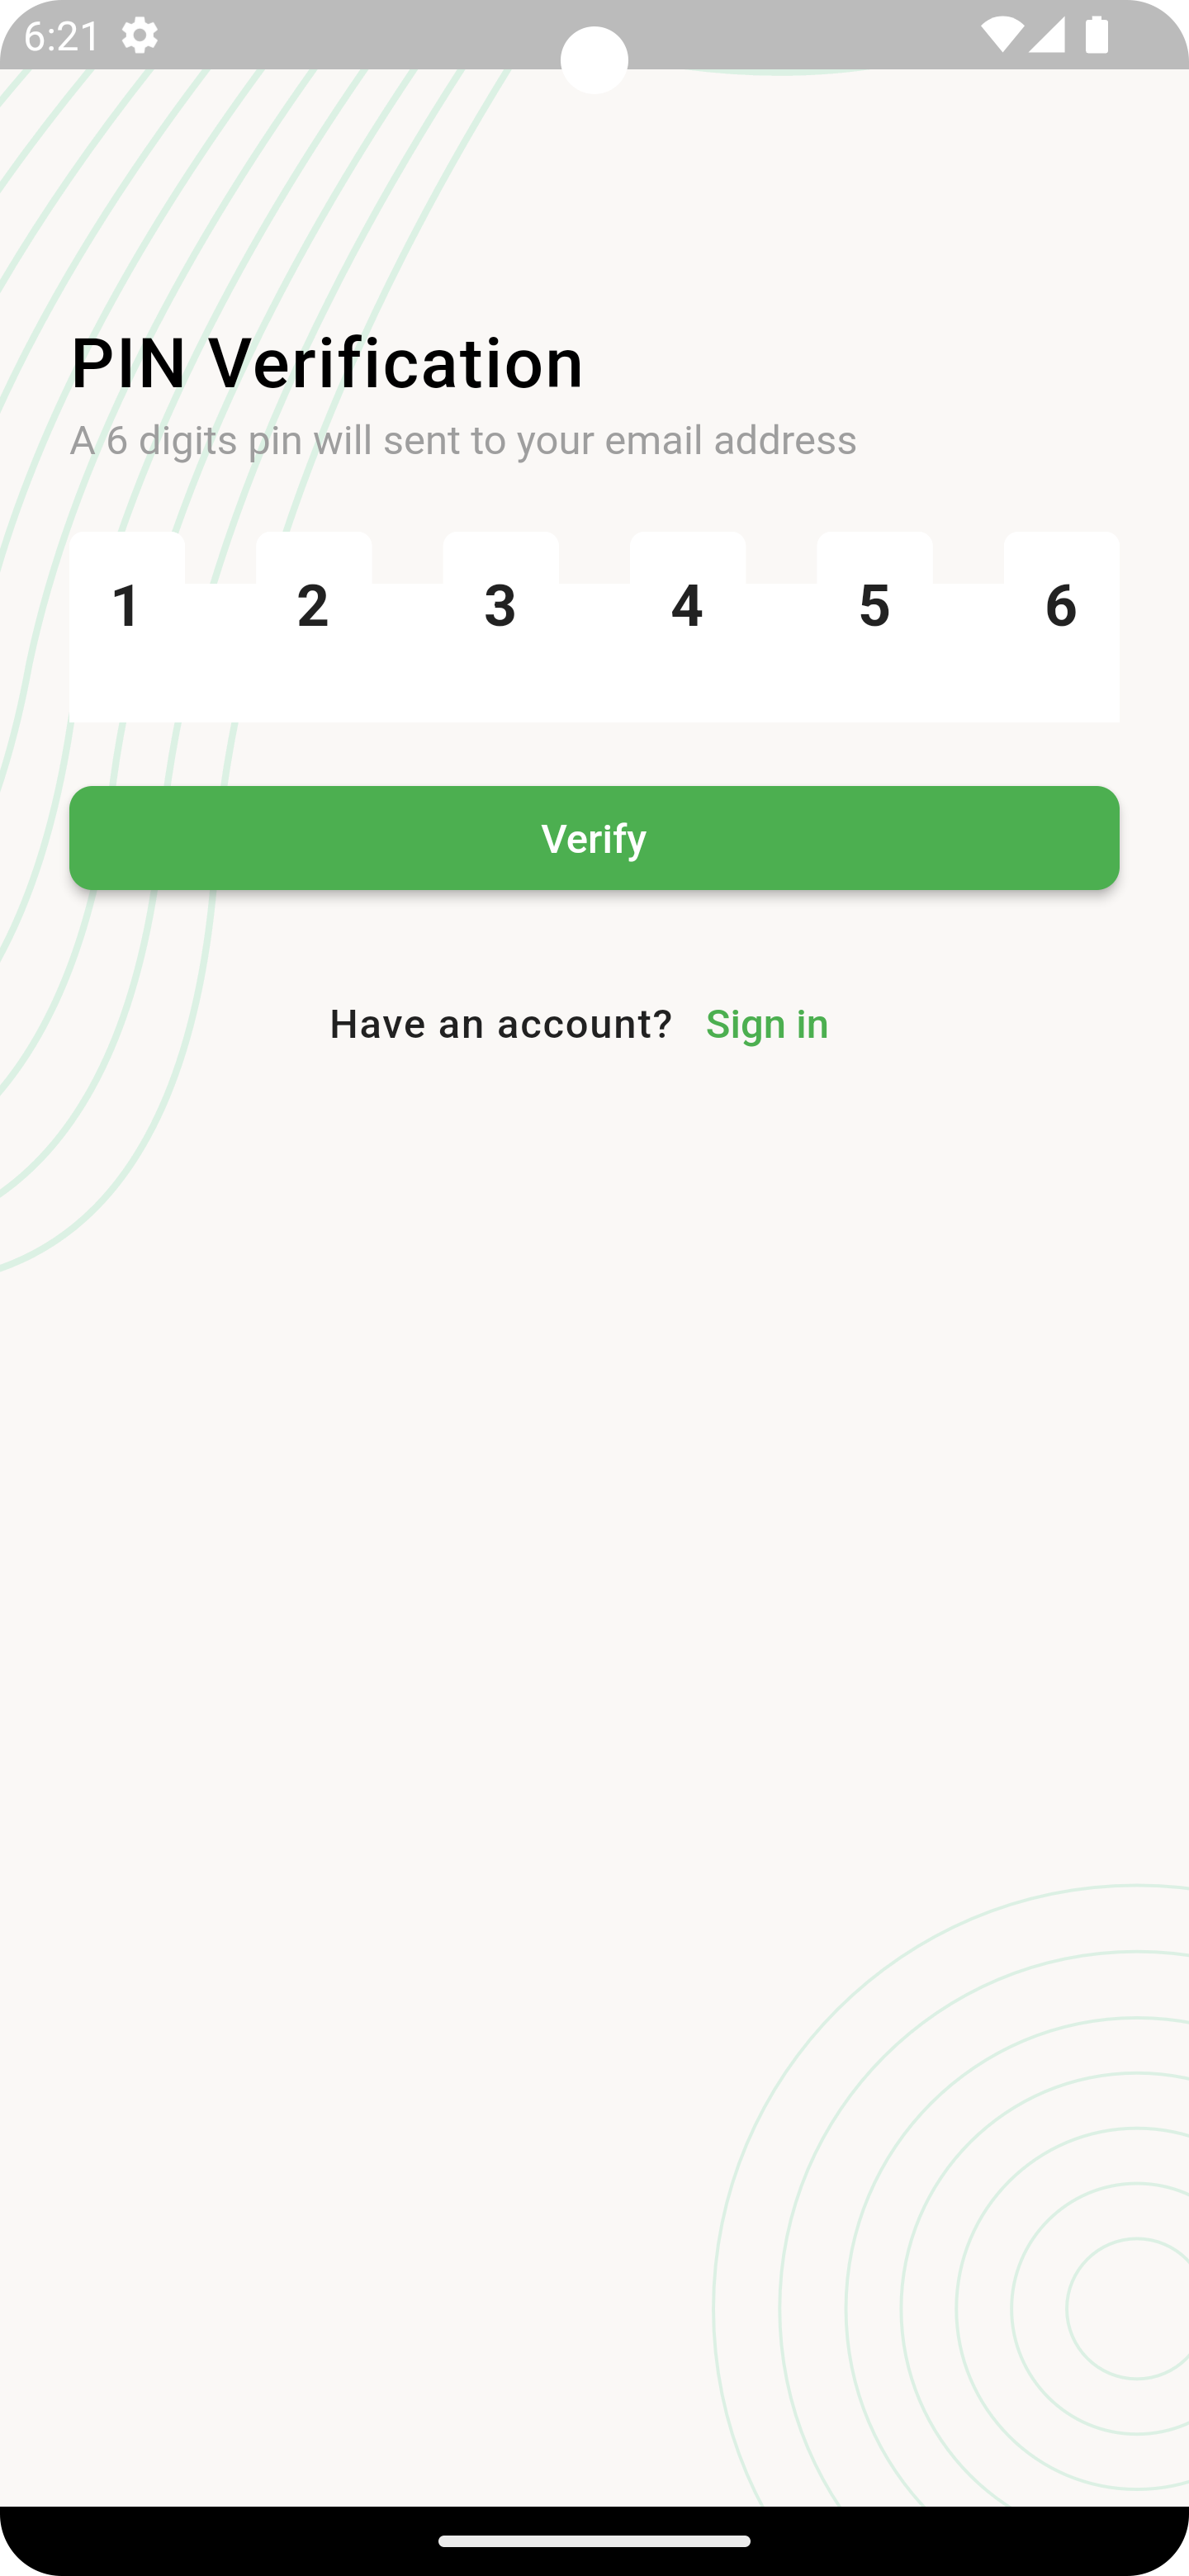 6:21
PIN Verification
A 6 digits pin will sent to your email address
1 2 3 4 5 6
Verify
Have an account? Sign in